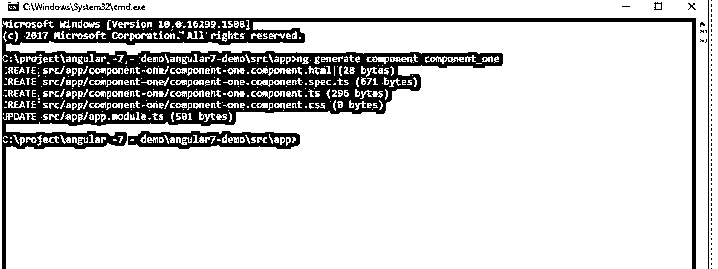 C:\Windows\System32\cmd.exe
Microsoft Windows [Version 10.0.16299.1508]
(c) 2017 Microsoft Corporation. All rights reserved.
C:\project\angular -7 - demo\angular7-demo\src\app>ng generate component component_one
CREATE src/app/component-one/component-one.component.html (28 bytes)
CREATE src/app/component-one/component-one.component.spec.ts (671 bytes)
CREATE src/app/component-one/component-one.component.ts (296 bytes)
CREATE src/app/component-one/component-one.component.css (0 bytes)
UPDATE src/app/app.module.ts (501 bytes)
C:\project\angular -7 - demo\angular7-demo\src\app>